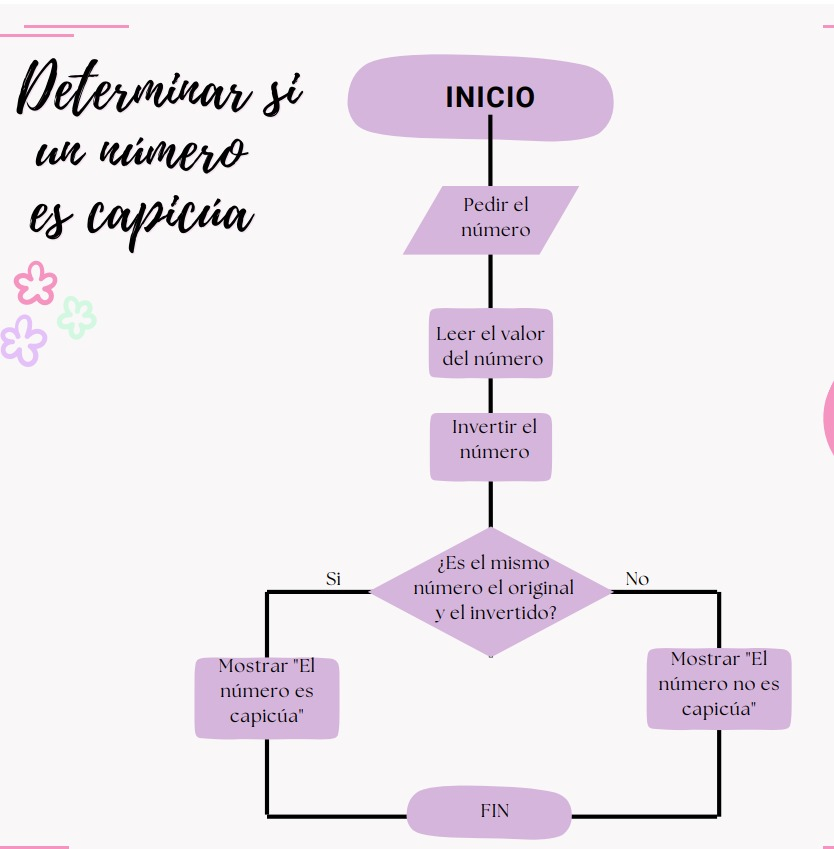 Determinar si
un número
es capicúa
INICIO
Pedir el
número
Leer el valor
del número
Invertir el
número
¿Es el mismo
número el original
y el invertido?
Si
No
Mostrar "El
número es
capicúa"
Mostrar "El
número no es
capicúa"
FIN